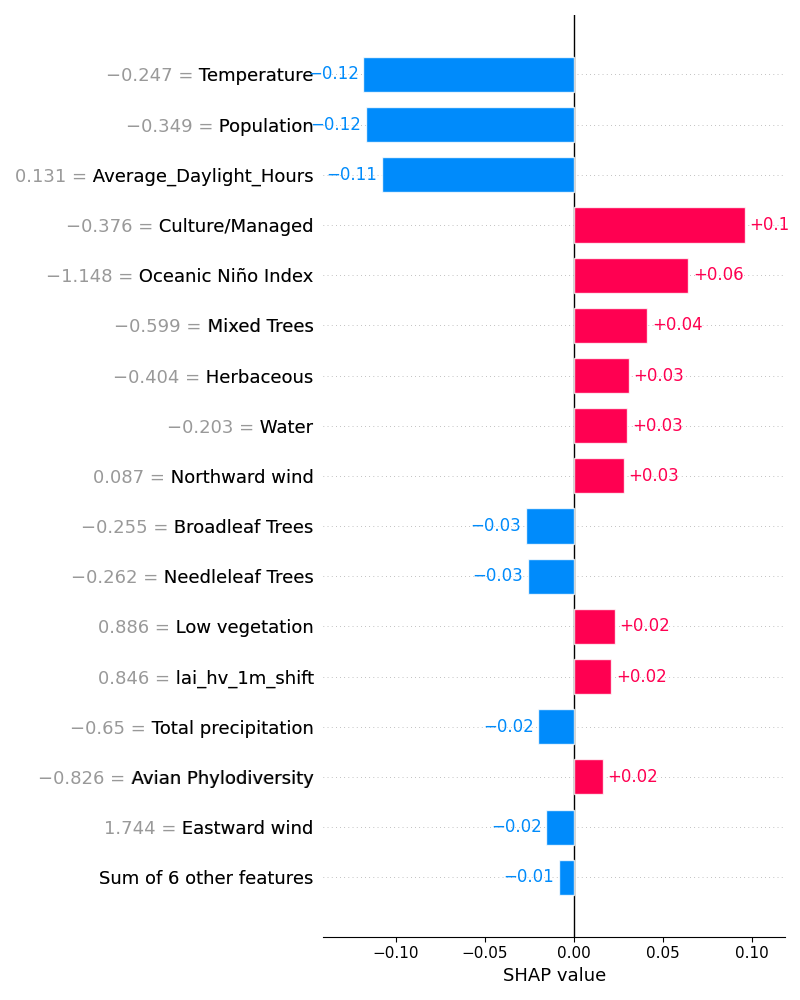 −0.247 = Temperature −0.12
−0.349 = Population −0.12
0.131 = Average_Daylight_Hours −0.11
−0.376 = Culture/Managed +0.1
−1.148 = Oceanic Niño Index +0.06
−0.599 = Mixed Trees +0.04
−0.404 = Herbaceous +0.03
−0.203 = Water +0.03
0.087 = Northward wind +0.03
−0.255 = Broadleaf Trees −0.03
−0.262 = Needleleaf Trees −0.03
0.886 = Low vegetation +0.02
0.846 = lai_hv_1m_shift +0.02
−0.65 = Total precipitation −0.02
−0.826 = Avian Phylodiversity +0.02
1.744 = Eastward wind −0.02
Sum of 6 other features −0.01
−0.10 −0.05 0.00 0.05 0.10
SHAP value